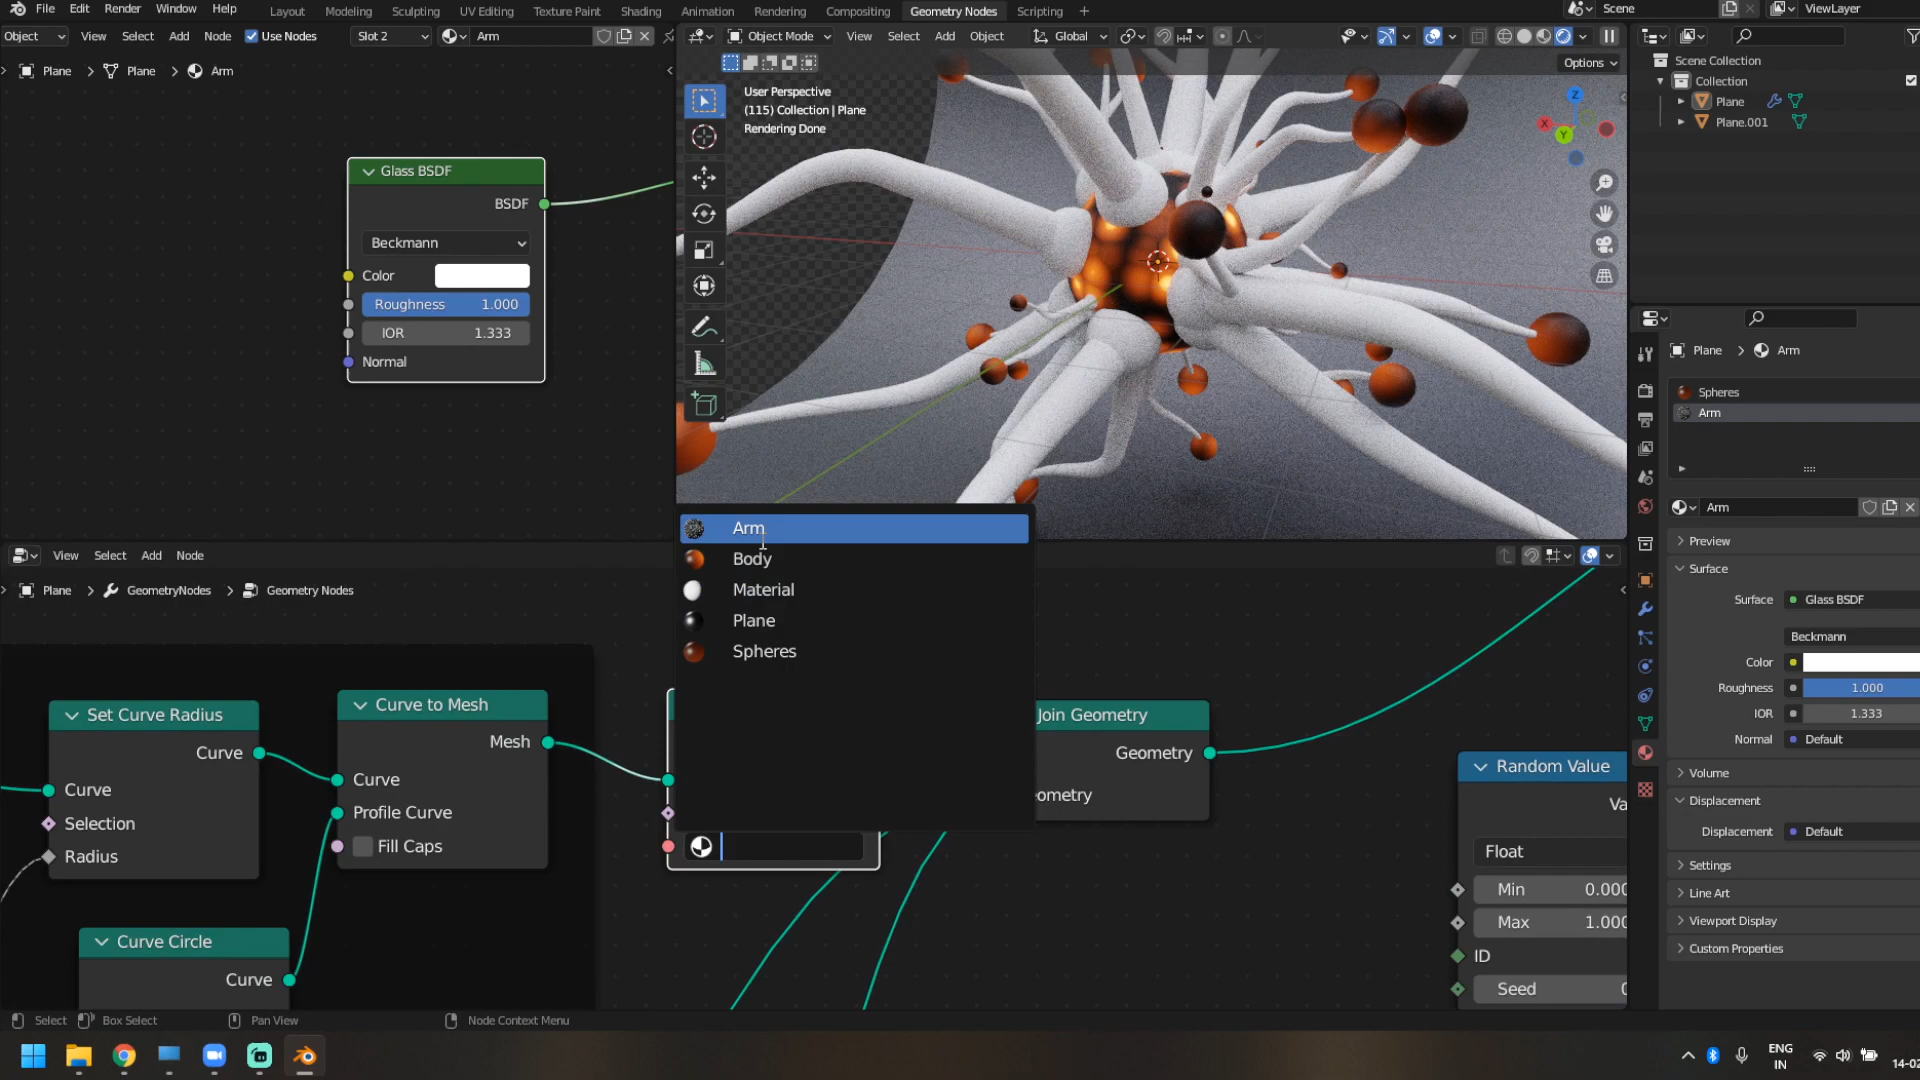 File Edit Render Window Help Layout Modeling Sculpting UV Editing Texture Paint Shading Animation Rendering Compositing Geometry Nodes Scripting + Scene ViewLayer
Object View Select Add Node Use Nodes Slot 2 Arm
Object Mode View Select Add Object Global
Plane > Plane > Arm
Options
User Perspective
(115) Collection | Plane
Rendering Done
Z
X
Y
Scene Collection
Collection
Plane
Plane.001
Glass BSDF
BSDF
Beckmann
Color
Roughness 1.000
IOR 1.333
Normal
Plane > Arm
Spheres
Arm
Arm
Preview
Surface
Surface Glass BSDF
Beckmann
Color
Roughness 1.000
IOR 1.333
Normal Default
Volume
Displacement
Displacement Default
Settings
Line Art
Viewport Display
Custom Properties
Arm
Body
Material
Plane
Spheres
View Select Add Node
Plane > GeometryNodes > Geometry Nodes
Set Curve Radius
Curve
Curve
Selection
Radius
Curve to Mesh
Mesh
Curve
Profile Curve
Fill Caps
Curve Circle
Curve
Join Geometry
Geometry
ometry
Random Value
Va
Float
Min 0.000
Max 1.000
ID
Seed 0
Select Box Select Pan View Node Context Menu
ENG
IN
14-02